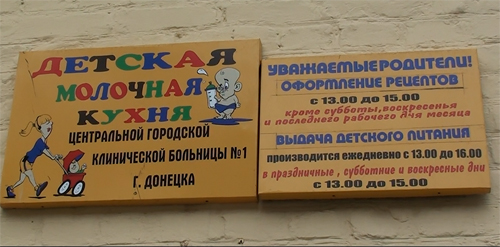 ДЕТСКАЯ
МОЛОЧНАЯ
КУХНЯ
ЦЕНТРАЛЬНОЙ ГОРОДСКОЙ
КЛИНИЧЕСКОЙ БОЛЬНИЦЫ №1
Г. ДОНЕЦКА
УВАЖАЕМЫЕ РОДИТЕЛИ!
ОФОРМЛЕНИЕ РЕЦЕПТОВ
с 13.00 до 15.00
кроме субботы, воскресенья
и последнего рабочего дня месяца
ВЫДАЧА ДЕТСКОГО ПИТАНИЯ
производится ежедневно с 13.00 до 16.00
в праздничные, субботние и воскресные дни
с 13.00 до 15.00